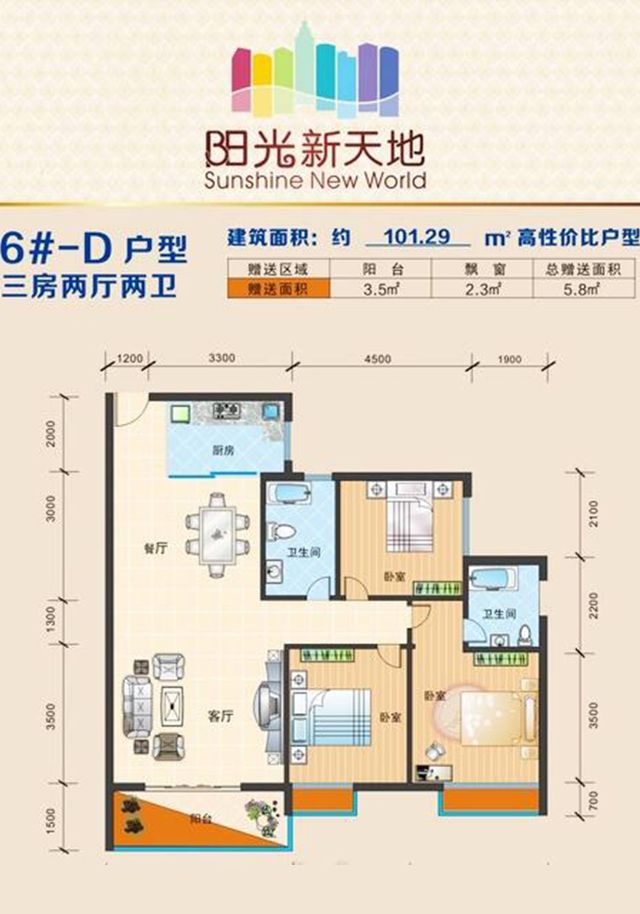 阳光新天地
Sunshine New World
6#-D 户型
三房两厅两卫
建筑面积：约 101.29 m² 高性价比户型
赠送区域 阳台 飘窗 总赠送面积
赠送面积 3.5㎡ 2.3㎡ 5.8㎡
1200 3300 4500 1900
2000
3000
1300
3500
1500
2100
2200
3500
700
厨房
餐厅
卫生间
卧室
卫生间
客厅
卧室
卧室
阳台